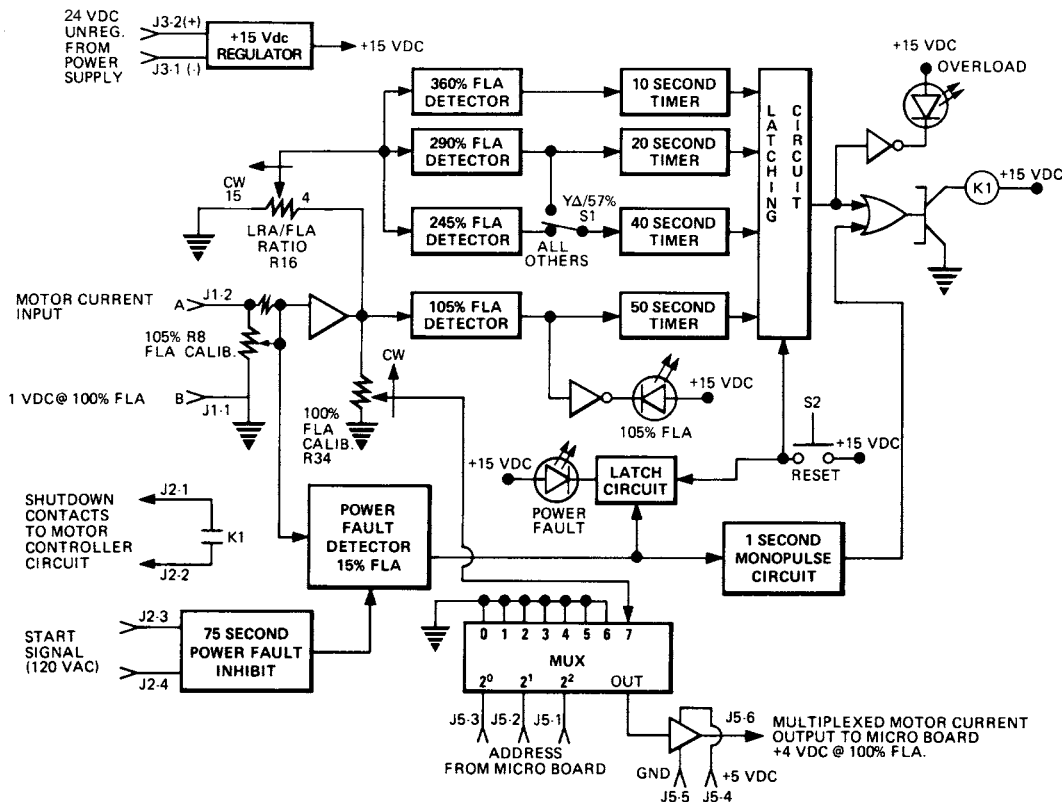 24 VDC
UNREG.
FROM
POWER
SUPPLY
J3-2(+)
J3-1 (-)
+15 Vdc
REGULATOR
+15 VDC
360% FLA
DETECTOR
10 SECOND
TIMER
290% FLA
DETECTOR
20 SECOND
TIMER
245% FLA
DETECTOR
YΔ/57%
S1
ALL
OTHERS
40 SECOND
TIMER
105% FLA
DETECTOR
50 SECOND
TIMER
LATCHING
CIRCUIT
+15 VDC
OVERLOAD
K1
+15 VDC
CW
15
4
LRA/FLA
RATIO
R16
MOTOR CURRENT
INPUT
A
J1-2
105% R8
FLA CALIB.
1 VDC @ 100% FLA
B
J1-1
CW
100%
FLA
CALIB.
R34
+15 VDC
105% FLA
S2
+15 VDC
RESET
+15 VDC
POWER
FAULT
LATCH
CIRCUIT
SHUTDOWN
CONTACTS
TO MOTOR
CONTROLLER
CIRCUIT
J2-1
K1
J2-2
POWER
FAULT
DETECTOR
15% FLA
1 SECOND
MONOPULSE
CIRCUIT
START
SIGNAL
(120 VAC)
J2-3
J2-4
75 SECOND
POWER FAULT
INHIBIT
0 1 2 3 4 5 6 7
MUX
2⁰ 2¹ 2² OUT
J5-3
J5-2
J5-1
ADDRESS
FROM MICRO BOARD
J5-6
MULTIPLEXED MOTOR CURRENT
OUTPUT TO MICRO BOARD
+4 VDC @ 100% FLA.
GND
J5-5
J5-4
+5 VDC